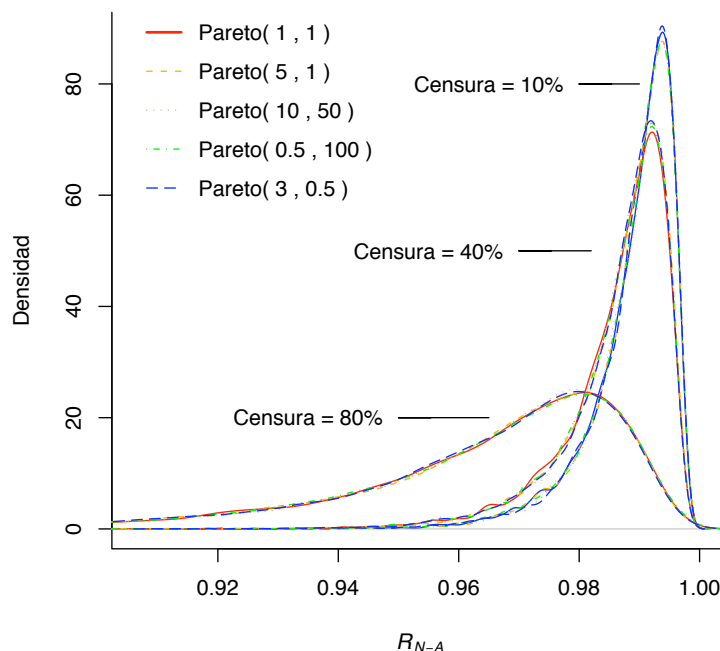 Pareto( 1 , 1 )
Pareto( 5 , 1 )
Pareto( 10 , 50 )
Pareto( 0.5 , 100 )
Pareto( 3 , 0.5 )
Censura = 10%
Censura = 40%
Censura = 80%
Densidad
80
60
40
20
0
0.92 0.94 0.96 0.98 1.00
R_{N−A}